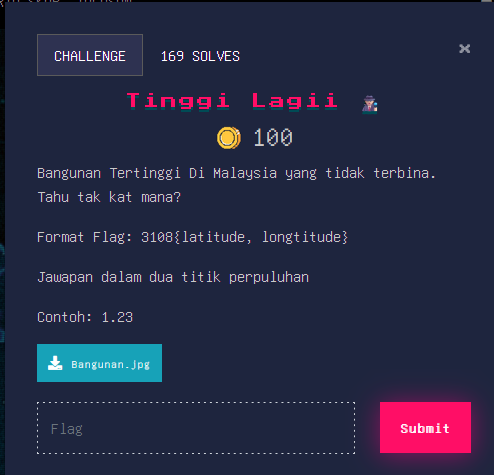 CHALLENGE 169 SOLVES ×
Tinggi Lagii
100
Bangunan Tertinggi Di Malaysia yang tidak terbina.
Tahu tak kat mana?
Format Flag: 3108{latitude, longtitude}
Jawapan dalam dua titik perpuluhan
Contoh: 1.23
Bangunan.jpg
Flag Submit